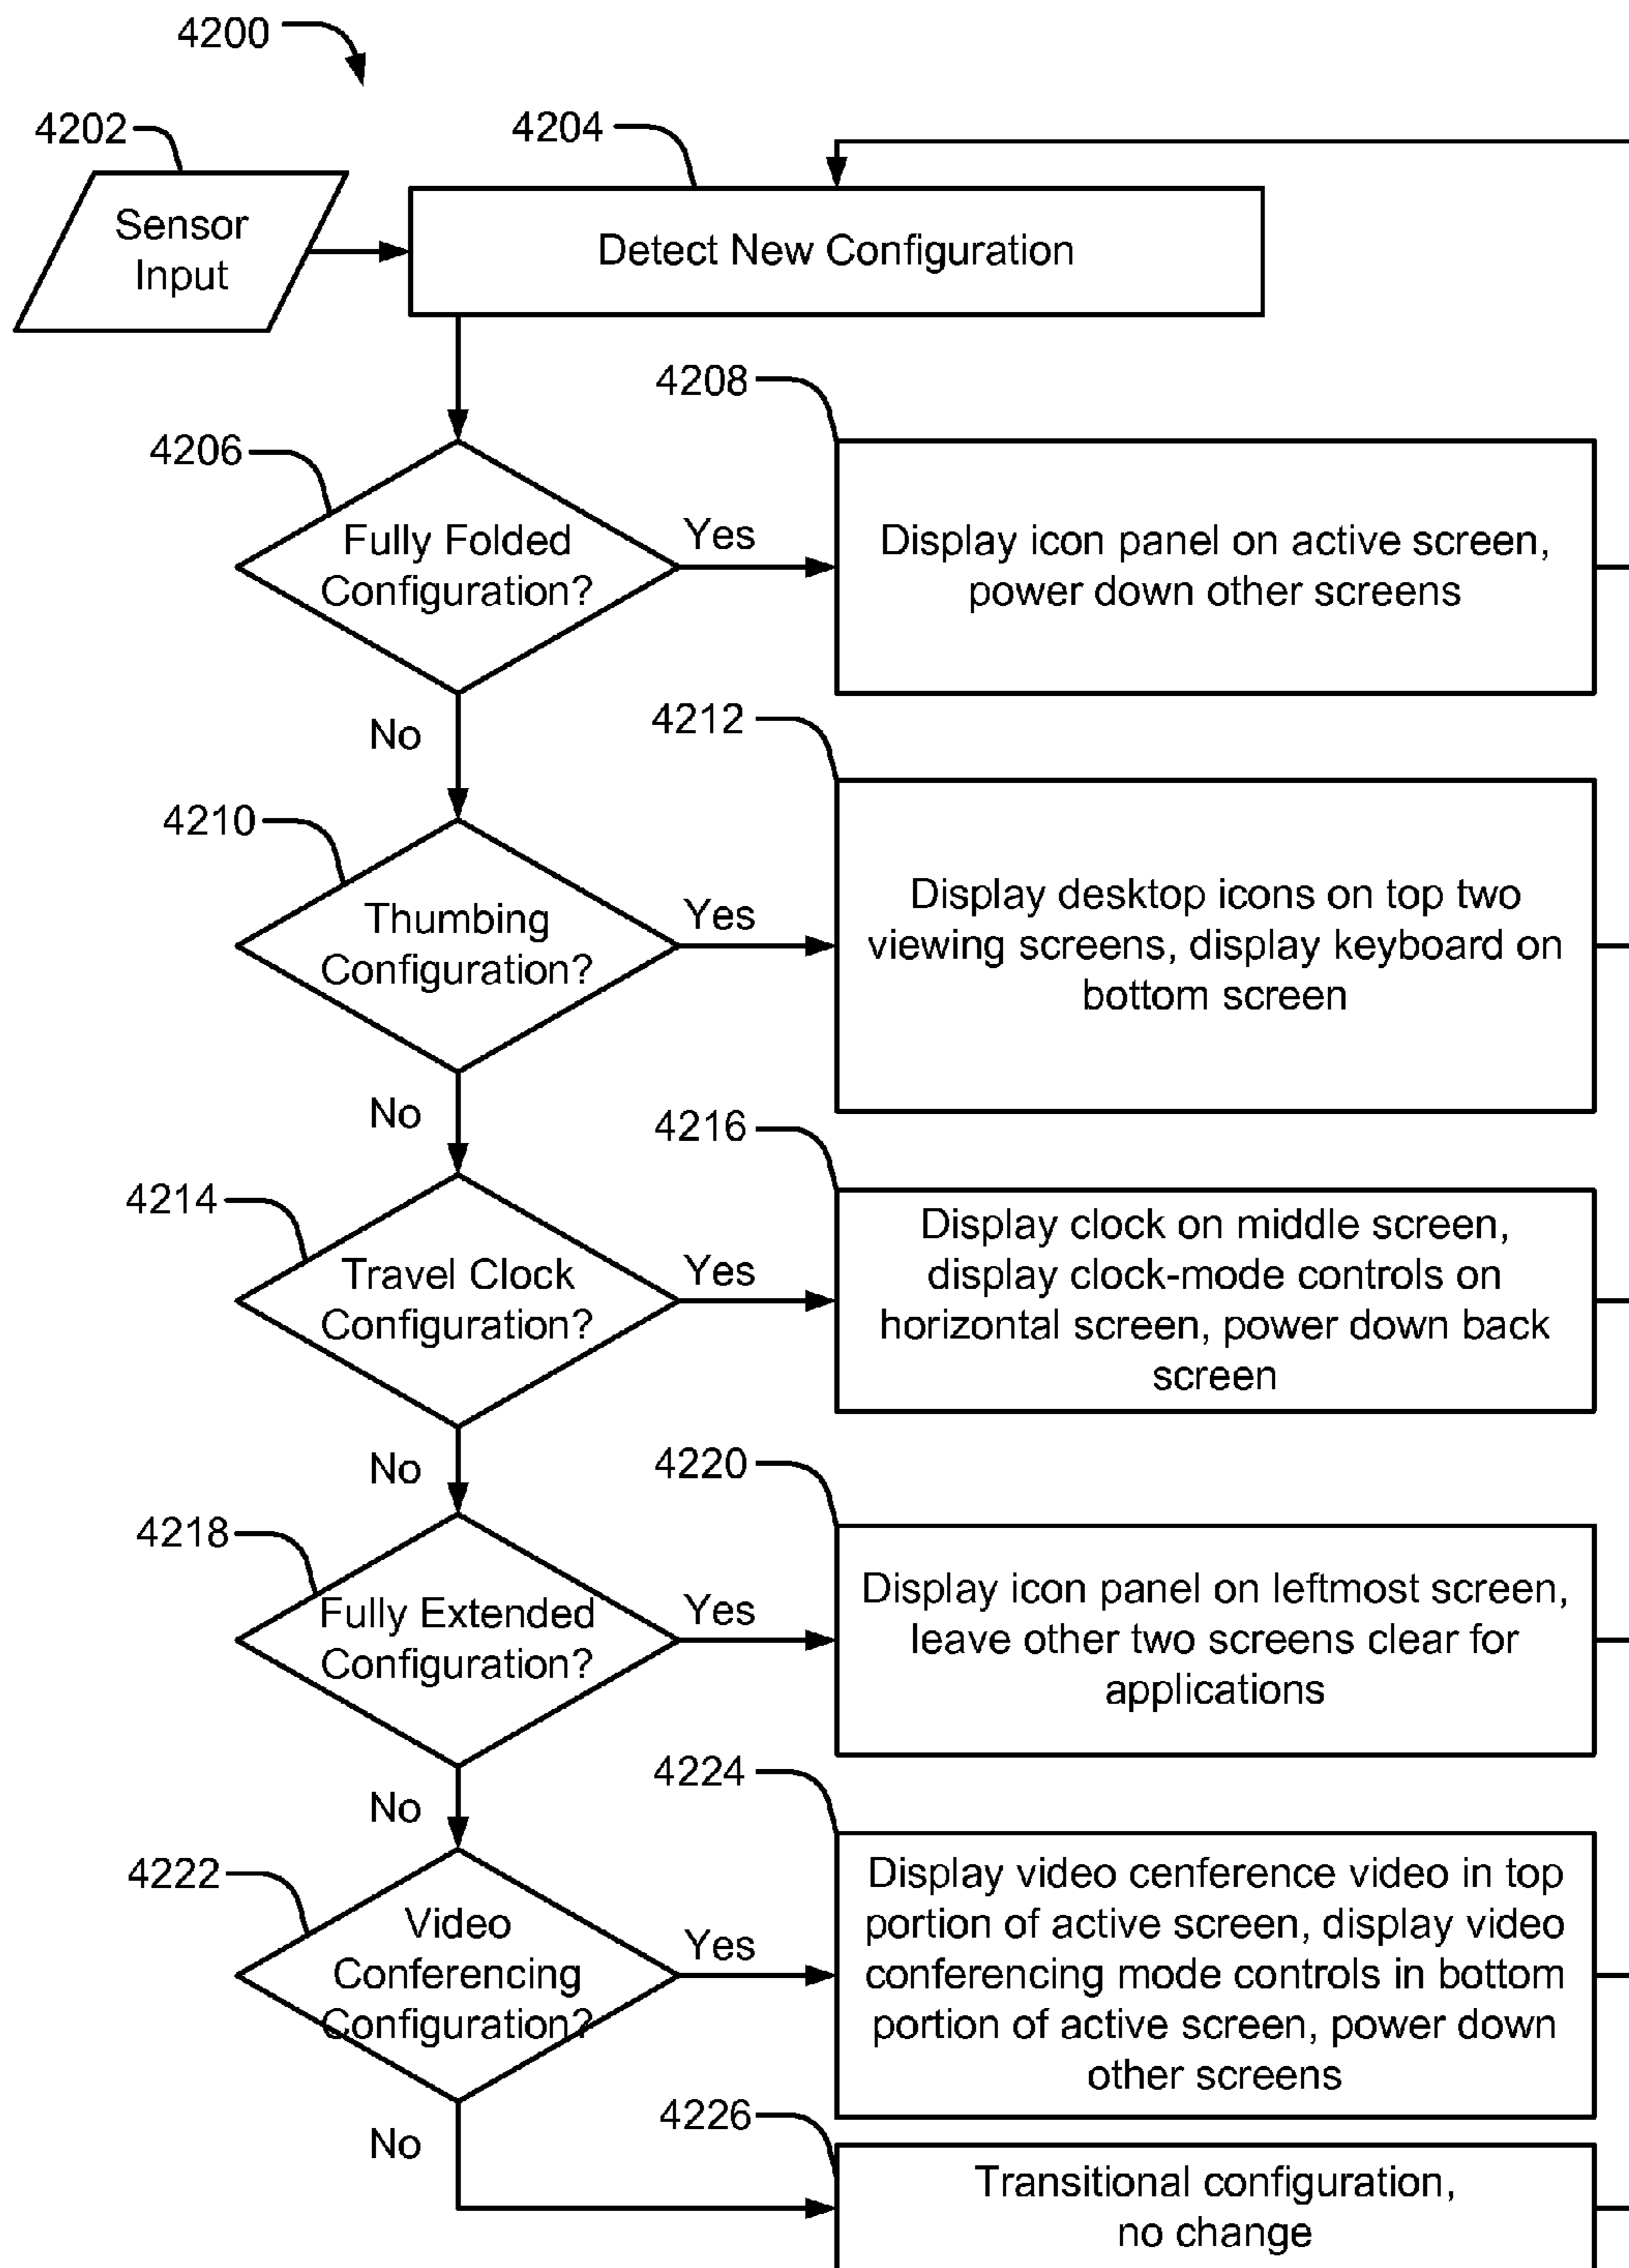 4200
4202
4204
Sensor
Input
Detect New Configuration
4206
4208
Fully Folded
Configuration?
Yes
Display icon panel on active screen,
power down other screens
No
4210
4212
Thumbing
Configuration?
Yes
Display desktop icons on top two
viewing screens, display keyboard on
bottom screen
No
4214
4216
Travel Clock
Configuration?
Yes
Display clock on middle screen,
display clock-mode controls on
horizontal screen, power down back
screen
No
4218
4220
Fully Extended
Configuration?
Yes
Display icon panel on leftmost screen,
leave other two screens clear for
applications
No
4222
4224
Video
Conferencing
Configuration?
Yes
Display video cenference video in top
portion of active screen, display video
conferencing mode controls in bottom
portion of active screen, power down
other screens
No
4226
Transitional configuration,
no change